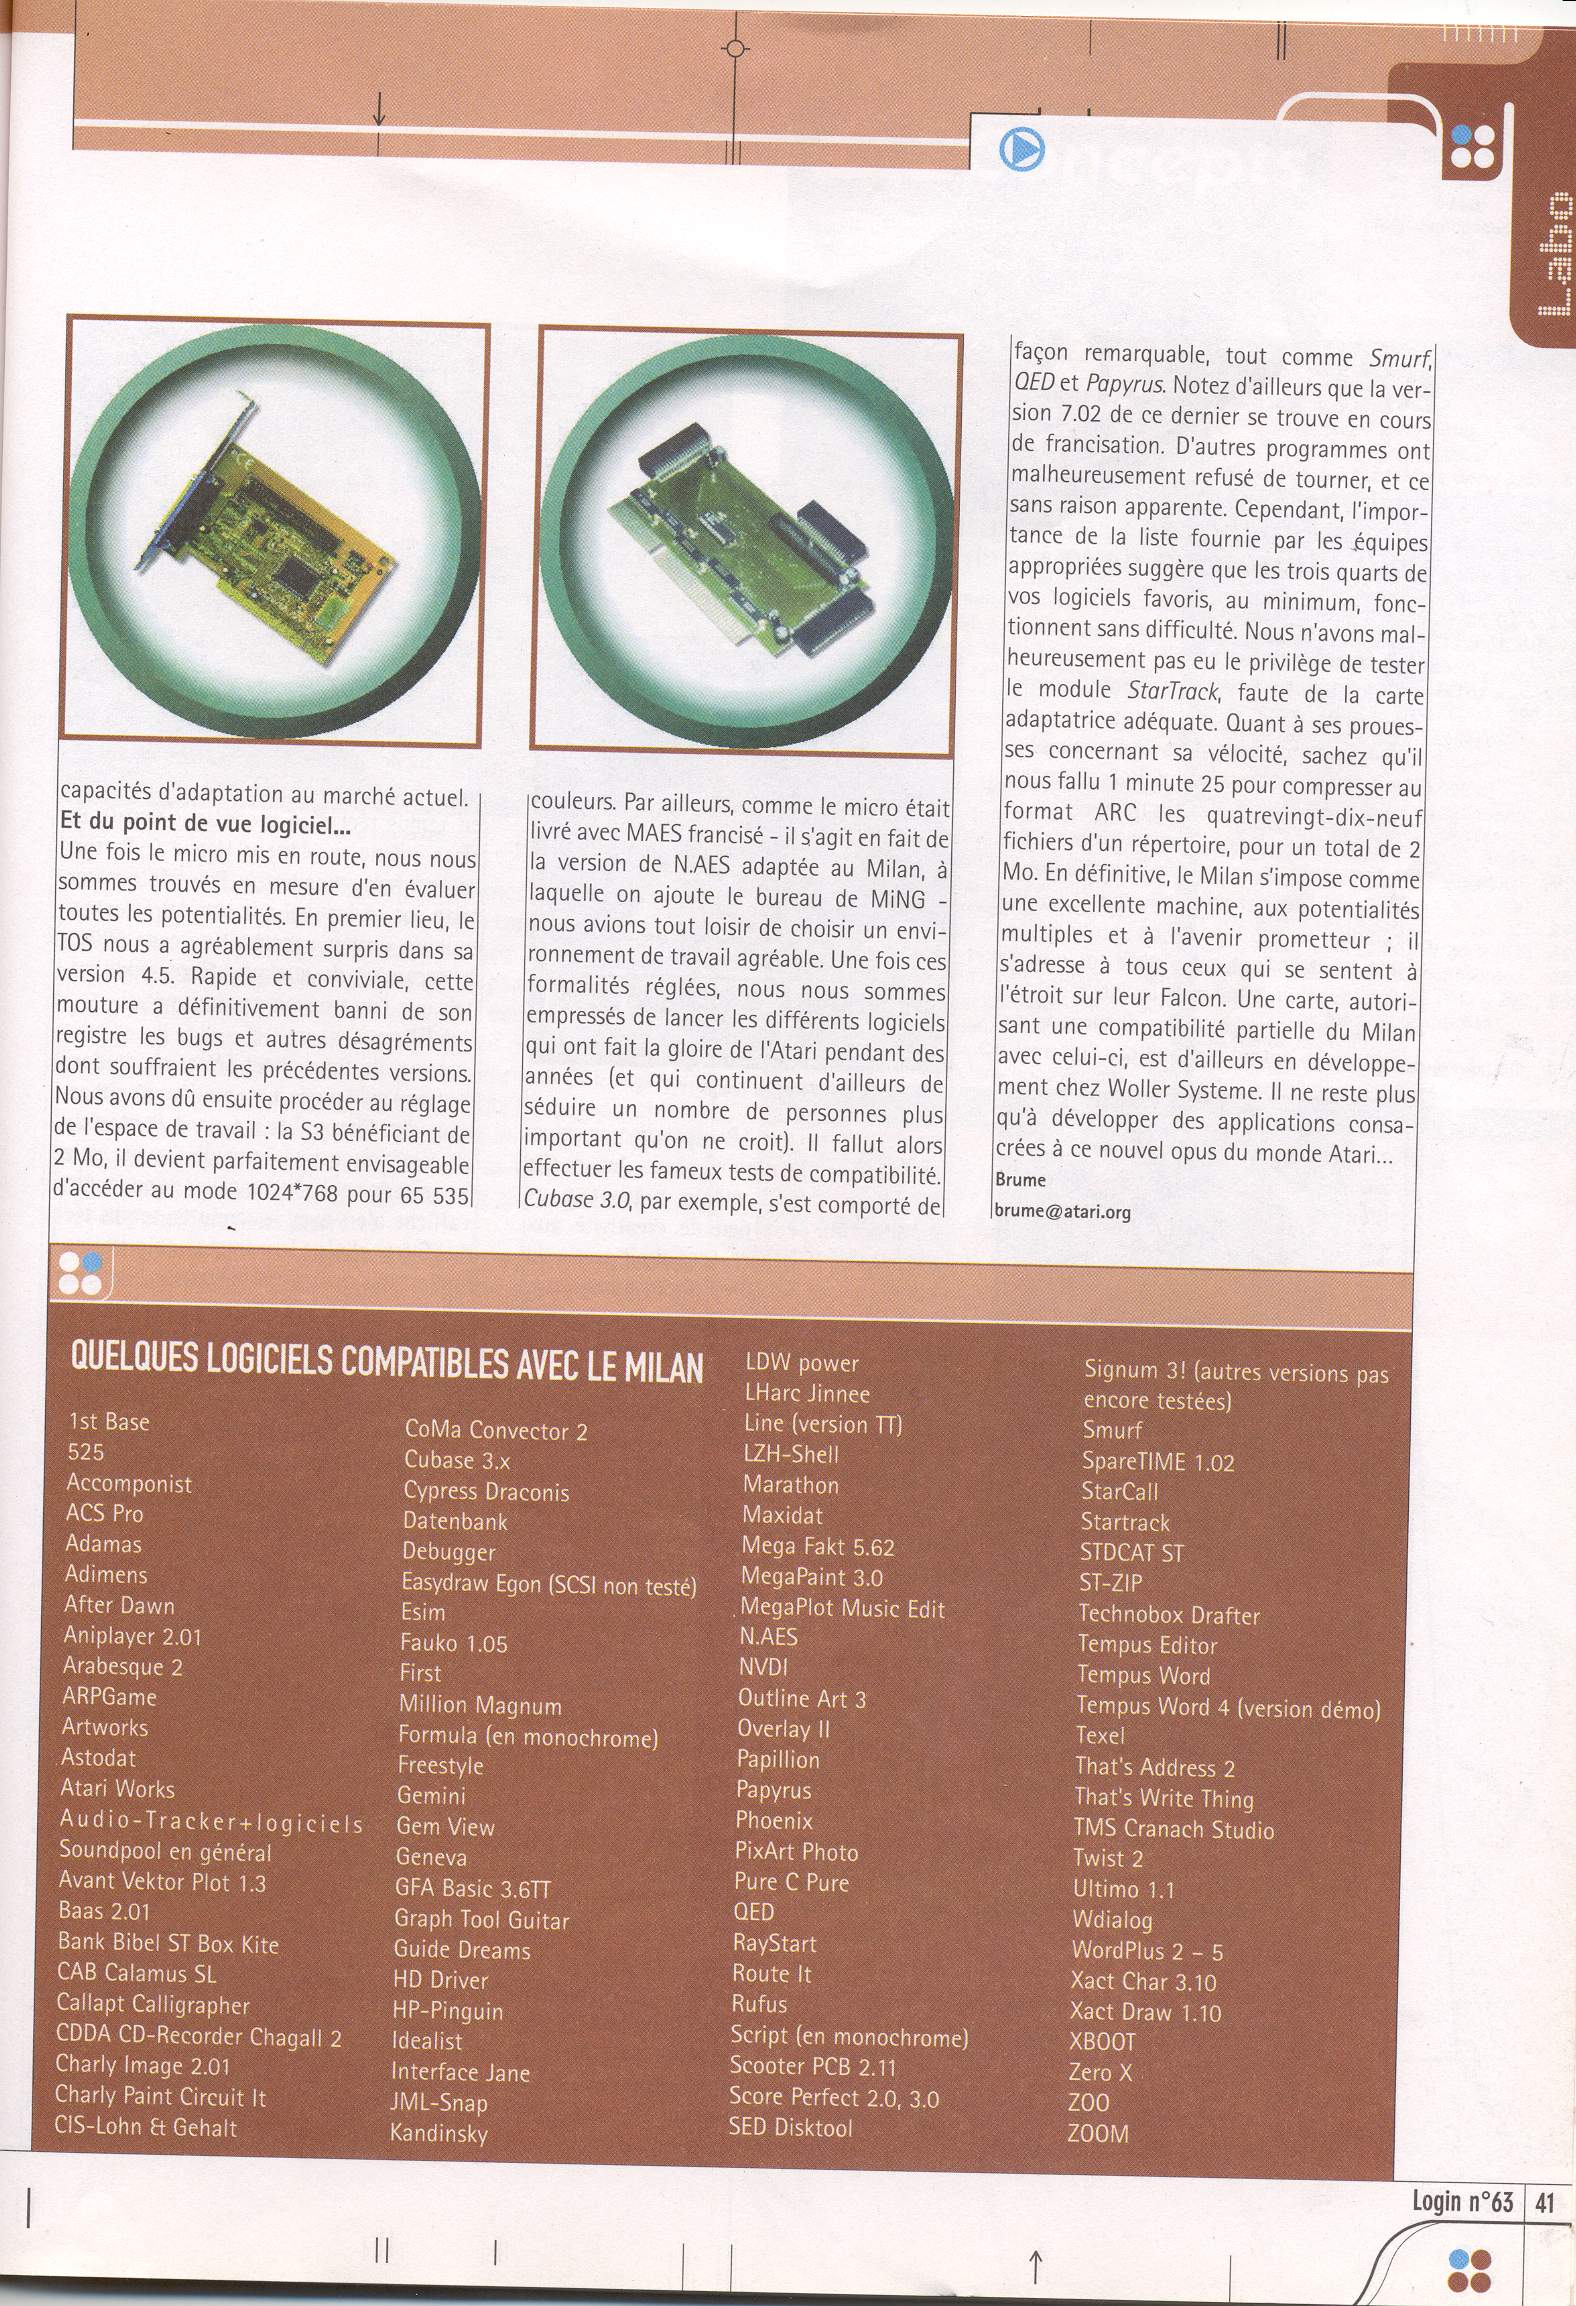 Labo
capacités d'adaptation au marché actuel.
Et du point de vue logiciel...
Une fois le micro mis en route, nous nous
sommes trouvés en mesure d'en évaluer
toutes les potentialités. En premier lieu, le
TOS nous a agréablement surpris dans sa
version 4.5. Rapide et conviviale, cette
mouture a définitivement banni de son
registre les bugs et autres désagréments
dont souffraient les précédentes versions.
Nous avons dû ensuite procéder au réglage
de l'espace de travail : la S3 bénéficiant de
2 Mo, il devient parfaitement envisageable
d'accéder au mode 1024*768 pour 65 535
couleurs. Par ailleurs, comme le micro était
livré avec MAES francisé - il s'agit en fait de
la version de N.AES adaptée au Milan, à
laquelle on ajoute le bureau de MiNG -
nous avions tout loisir de choisir un envi-
ronnement de travail agréable. Une fois ces
formalités réglées, nous nous sommes
empressés de lancer les différents logiciels
qui ont fait la gloire de l'Atari pendant des
années (et qui continuent d'ailleurs de
séduire un nombre de personnes plus
important qu'on ne croit). Il fallut alors
effectuer les fameux tests de compatibilité.
Cubase 3.0, par exemple, s'est comporté de
façon remarquable, tout comme Smurf,
QED et Papyrus. Notez d'ailleurs que la ver-
sion 7.02 de ce dernier se trouve en cours
de francisation. D'autres programmes ont
malheureusement refusé de tourner, et ce
sans raison apparente. Cependant, l'impor-
tance de la liste fournie par les équipes
appropriées suggère que les trois quarts de
vos logiciels favoris, au minimum, fonc-
tionnent sans difficulté. Nous n'avons mal-
heureusement pas eu le privilège de tester
le module StarTrack, faute de la carte
adaptatrice adéquate. Quant à ses proues-
ses concernant sa vélocité, sachez qu'il
nous fallu 1 minute 25 pour compresser au
format ARC les quatrevingt-dix-neuf
fichiers d'un répertoire, pour un total de 2
Mo. En définitive, le Milan s'impose comme
une excellente machine, aux potentialités
multiples et à l'avenir prometteur ; il
s'adresse à tous ceux qui se sentent à
l'étroit sur leur Falcon. Une carte, autori-
sant une compatibilité partielle du Milan
avec celui-ci, est d'ailleurs en développe-
ment chez Woller Systeme. Il ne reste plus
qu'à développer des applications consa-
crées à ce nouvel opus du monde Atari...
Brume
brume@atari.org
QUELQUES LOGICIELS COMPATIBLES AVEC LE MILAN
1st Base
525
Accomponist
ACS Pro
Adamas
Adimens
After Dawn
Aniplayer 2.01
Arabesque 2
ARPGame
Artworks
Astodat
Atari Works
Audio-Tracker+logiciels
Soundpool en général
Avant Vektor Plot 1.3
Baas 2.01
Bank Bibel ST Box Kite
CAB Calamus SL
Callapt Calligrapher
CDDA CD-Recorder Chagall 2
Charly Image 2.01
Charly Paint Circuit It
CIS-Lohn & Gehalt
CoMa Convector 2
Cubase 3.x
Cypress Draconis
Datenbank
Debugger
Easydraw Egon (SCSI non testé)
Esim
Fauko 1.05
First
Million Magnum
Formula (en monochrome)
Freestyle
Gemini
Gem View
Geneva
GFA Basic 3.6TT
Graph Tool Guitar
Guide Dreams
HD Driver
HP-Pinguin
Idealist
Interface Jane
JML-Snap
Kandinsky
LDW power
LHarc Jinnee
Line (version TT)
LZH-Shell
Marathon
Maxidat
Mega Fakt 5.62
MegaPaint 3.0
MegaPlot Music Edit
N.AES
NVDI
Outline Art 3
Overlay II
Papillion
Papyrus
Phoenix
PixArt Photo
Pure C Pure
QED
RayStart
Route It
Rufus
Script (en monochrome)
Scooter PCB 2.11
Score Perfect 2.0, 3.0
SED Disktool
Signum 3! (autres versions pas
encore testées)
Smurf
SpareTIME 1.02
StarCall
Startrack
STDCAT ST
ST-ZIP
Technobox Drafter
Tempus Editor
Tempus Word
Tempus Word 4 (version démo)
Texel
That's Address 2
That's Write Thing
TMS Cranach Studio
Twist 2
Ultimo 1.1
Wdialog
WordPlus 2 – 5
Xact Char 3.10
Xact Draw 1.10
XBOOT
Zero X
ZOO
ZOOM
Login n°63 41